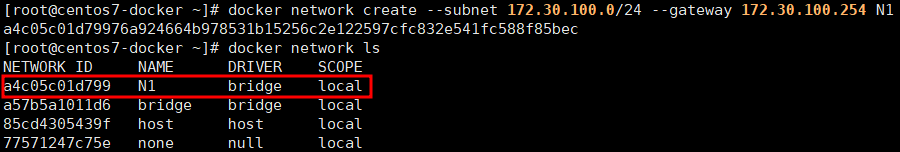 [root@centos7-docker ~]# docker network create --subnet 172.30.100.0/24 --gateway 172.30.100.254 N1
a4c05c01d79976a924664b978531b15256c2e122597cfc832e541fc588f85bec
[root@centos7-docker ~]# docker network ls
NETWORK ID     NAME      DRIVER    SCOPE
a4c05c01d799   N1        bridge    local
a57b5a1011d6   bridge    bridge    local
85cd4305439f   host      host      local
77571247c75e   none      null      local